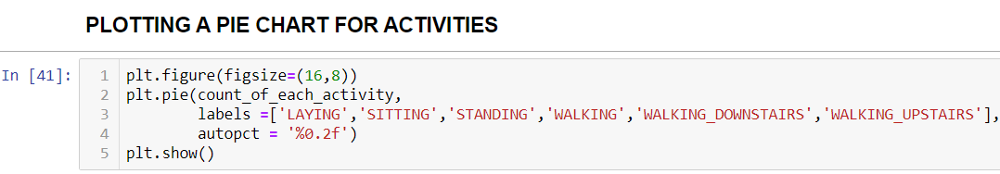 PLOTTING A PIE CHART FOR ACTIVITIES
In [41]:
1 plt.figure(figsize=(16,8))
2 plt.pie(count_of_each_activity,
3         labels =['LAYING','SITTING','STANDING','WALKING','WALKING_DOWNSTAIRS','WALKING_UPSTAIRS'],
4         autopct = '%0.2f')
5 plt.show()